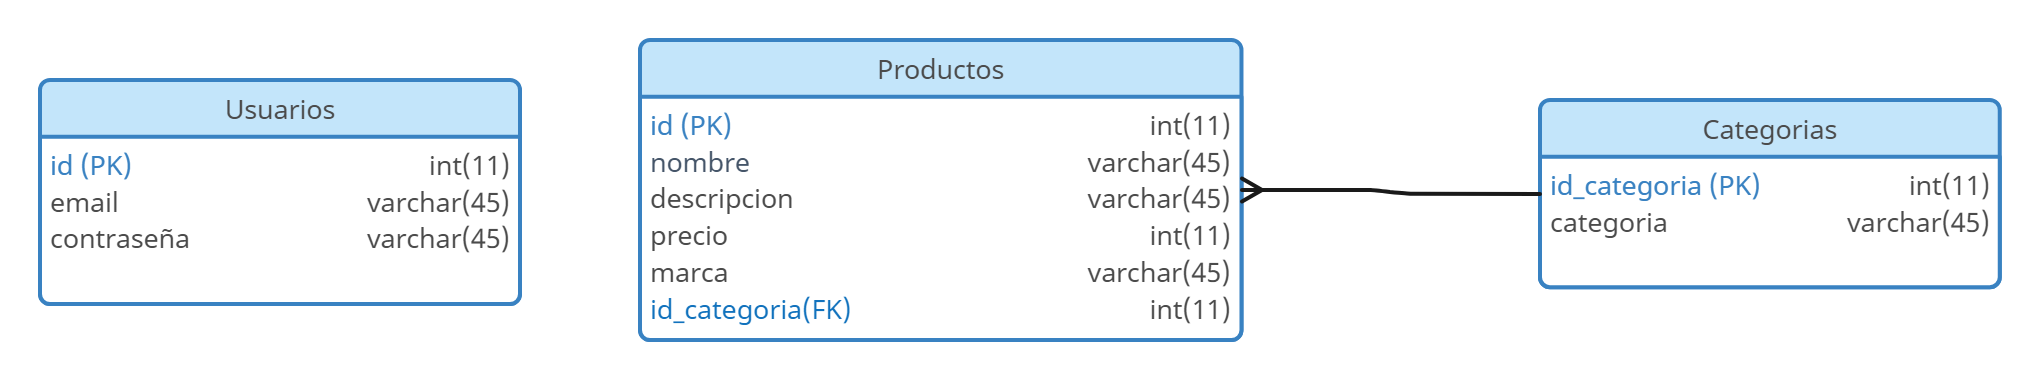 Usuarios
id (PK) int(11)
email varchar(45)
contraseña varchar(45)
Productos
id (PK) int(11)
nombre varchar(45)
descripcion varchar(45)
precio int(11)
marca varchar(45)
id_categoria(FK) int(11)
Categorias
id_categoria (PK) int(11)
categoria varchar(45)